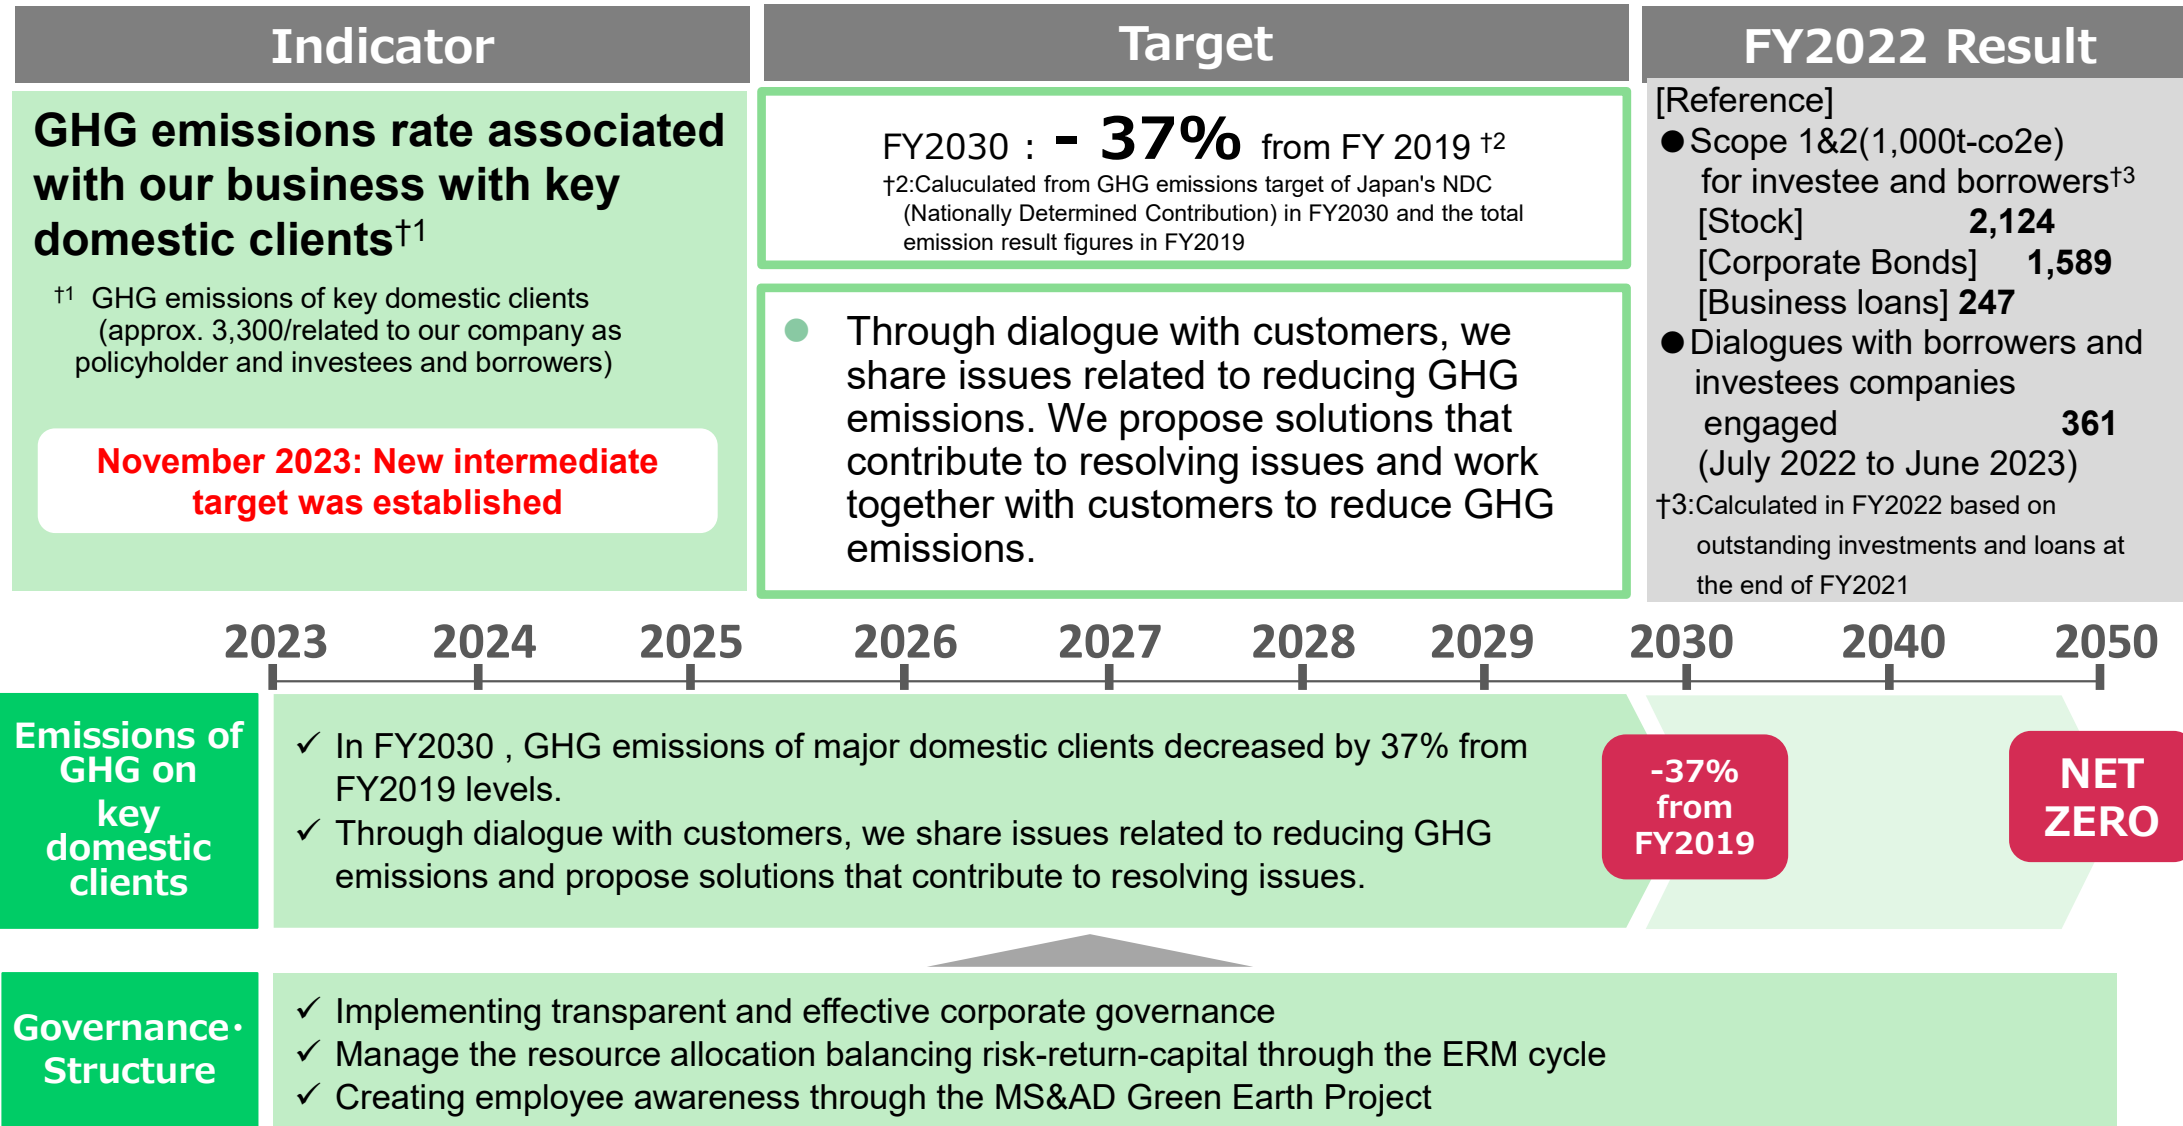 Indicator
GHG emissions rate associated
with our business with key
domestic clients†1
†1 GHG emissions of key domestic clients
(approx. 3,300/related to our company as
policyholder and investees and borrowers)
November 2023: New intermediate
target was established
Target
FY2030 : - 37% from FY 2019 †2
†2:Caluculated from GHG emissions target of Japan's NDC
(Nationally Determined Contribution) in FY2030 and the total
emission result figures in FY2019
● Through dialogue with customers, we
share issues related to reducing GHG
emissions. We propose solutions that
contribute to resolving issues and work
together with customers to reduce GHG
emissions.
FY2022 Result
[Reference]
●Scope 1&2(1,000t-co2e)
for investee and borrowers†3
[Stock] 2,124
[Corporate Bonds] 1,589
[Business loans] 247
●Dialogues with borrowers and
investees companies
engaged 361
(July 2022 to June 2023)
†3:Calculated in FY2022 based on
outstanding investments and loans at
the end of FY2021
2023 2024 2025 2026 2027 2028 2029 2030 2040 2050
Emissions of
GHG on
key
domestic
clients
✓ In FY2030 , GHG emissions of major domestic clients decreased by 37% from
FY2019 levels.
✓ Through dialogue with customers, we share issues related to reducing GHG
emissions and propose solutions that contribute to resolving issues.
-37%
from
FY2019
NET
ZERO
Governance・
Structure
✓ Implementing transparent and effective corporate governance
✓ Manage the resource allocation balancing risk-return-capital through the ERM cycle
✓ Creating employee awareness through the MS&AD Green Earth Project